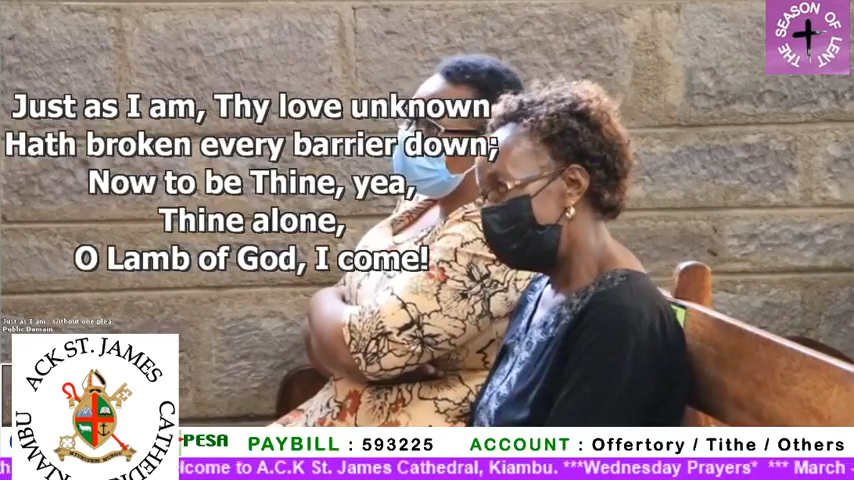 THE SEASON OF LENT
Just as I am, Thy love unknown
Hath broken every barrier down;
Now to be Thine, yea,
Thine alone,
O Lamb of God, I come!
Just as I am : Without one plea
Public Domain
ACK ST. JAMES CATHED
KIAMBU
-PESA PAYBILL : 593225 ACCOUNT : Offertory / Tithe / Others
lcome to A.C.K St. James Cathedral, Kiambu. ***Wednesday Prayers* *** March -